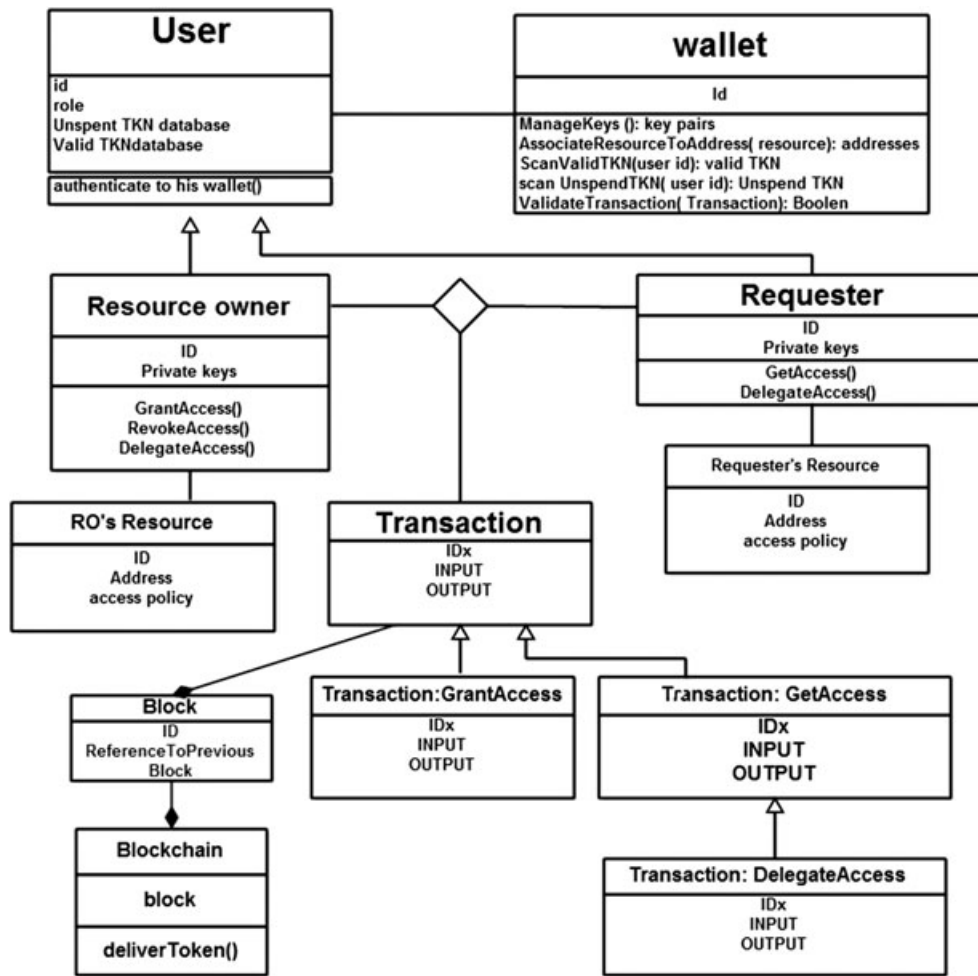 User
id
role
Unspent TKN database
Valid TKNdatabase
authenticate to his wallet()
wallet
Id
ManageKeys (): key pairs
AssociateResourceToAddress( resource): addresses
ScanValidTKN(user id): valid TKN
scan UnspendTKN( user id): Unspend TKN
ValidateTransaction( Transaction): Boolen
Resource owner
ID
Private keys
GrantAccess()
RevokeAccess()
DelegateAccess()
Requester
ID
Private keys
GetAccess()
DelegateAccess()
RO's Resource
ID
Address
access policy
Transaction
IDx
INPUT
OUTPUT
Requester's Resource
ID
Address
access policy
Block
ID
ReferenceToPrevious
Block
Transaction:GrantAccess
IDx
INPUT
OUTPUT
Transaction: GetAccess
IDx
INPUT
OUTPUT
Blockchain
block
deliverToken()
Transaction: DelegateAccess
IDx
INPUT
OUTPUT